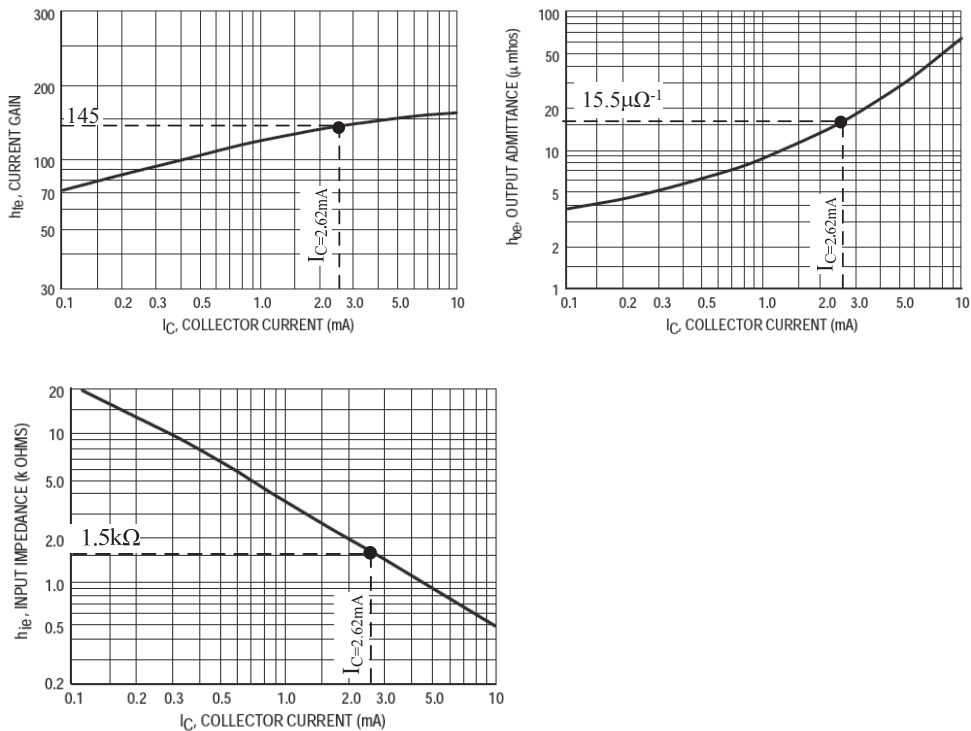 300
200
100
70
50
30
145
IC=2.62mA
hfe, CURRENT GAIN
0.1 0.2 0.3 0.5 1.0 2.0 3.0 5.0 10
IC, COLLECTOR CURRENT (mA)
100
50
20
10
5
2
1
15.5μΩ-1
IC=2.62mA
hoe, OUTPUT ADMITTANCE (μ mhos)
0.1 0.2 0.3 0.5 1.0 2.0 3.0 5.0 10
IC, COLLECTOR CURRENT (mA)
20
10
5.0
2.0
1.0
0.5
0.2
1.5kΩ
IC=2.62mA
hie, INPUT IMPEDANCE (k OHMS)
0.1 0.2 0.3 0.5 1.0 2.0 3.0 5.0 10
IC, COLLECTOR CURRENT (mA)